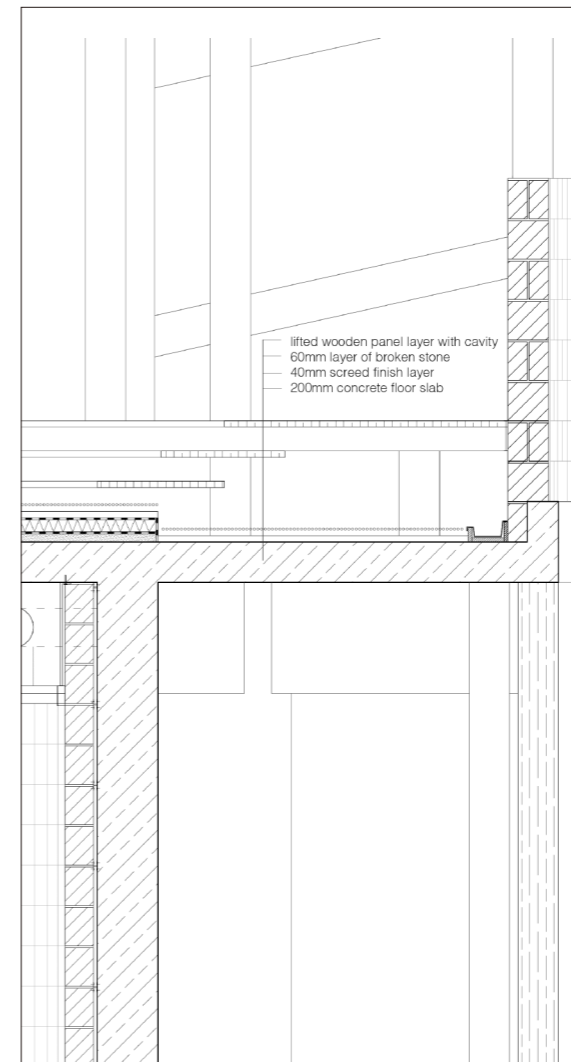 lifted wooden panel layer with cavity
60mm layer of broken stone
40mm screed finish layer
200mm concrete floor slab